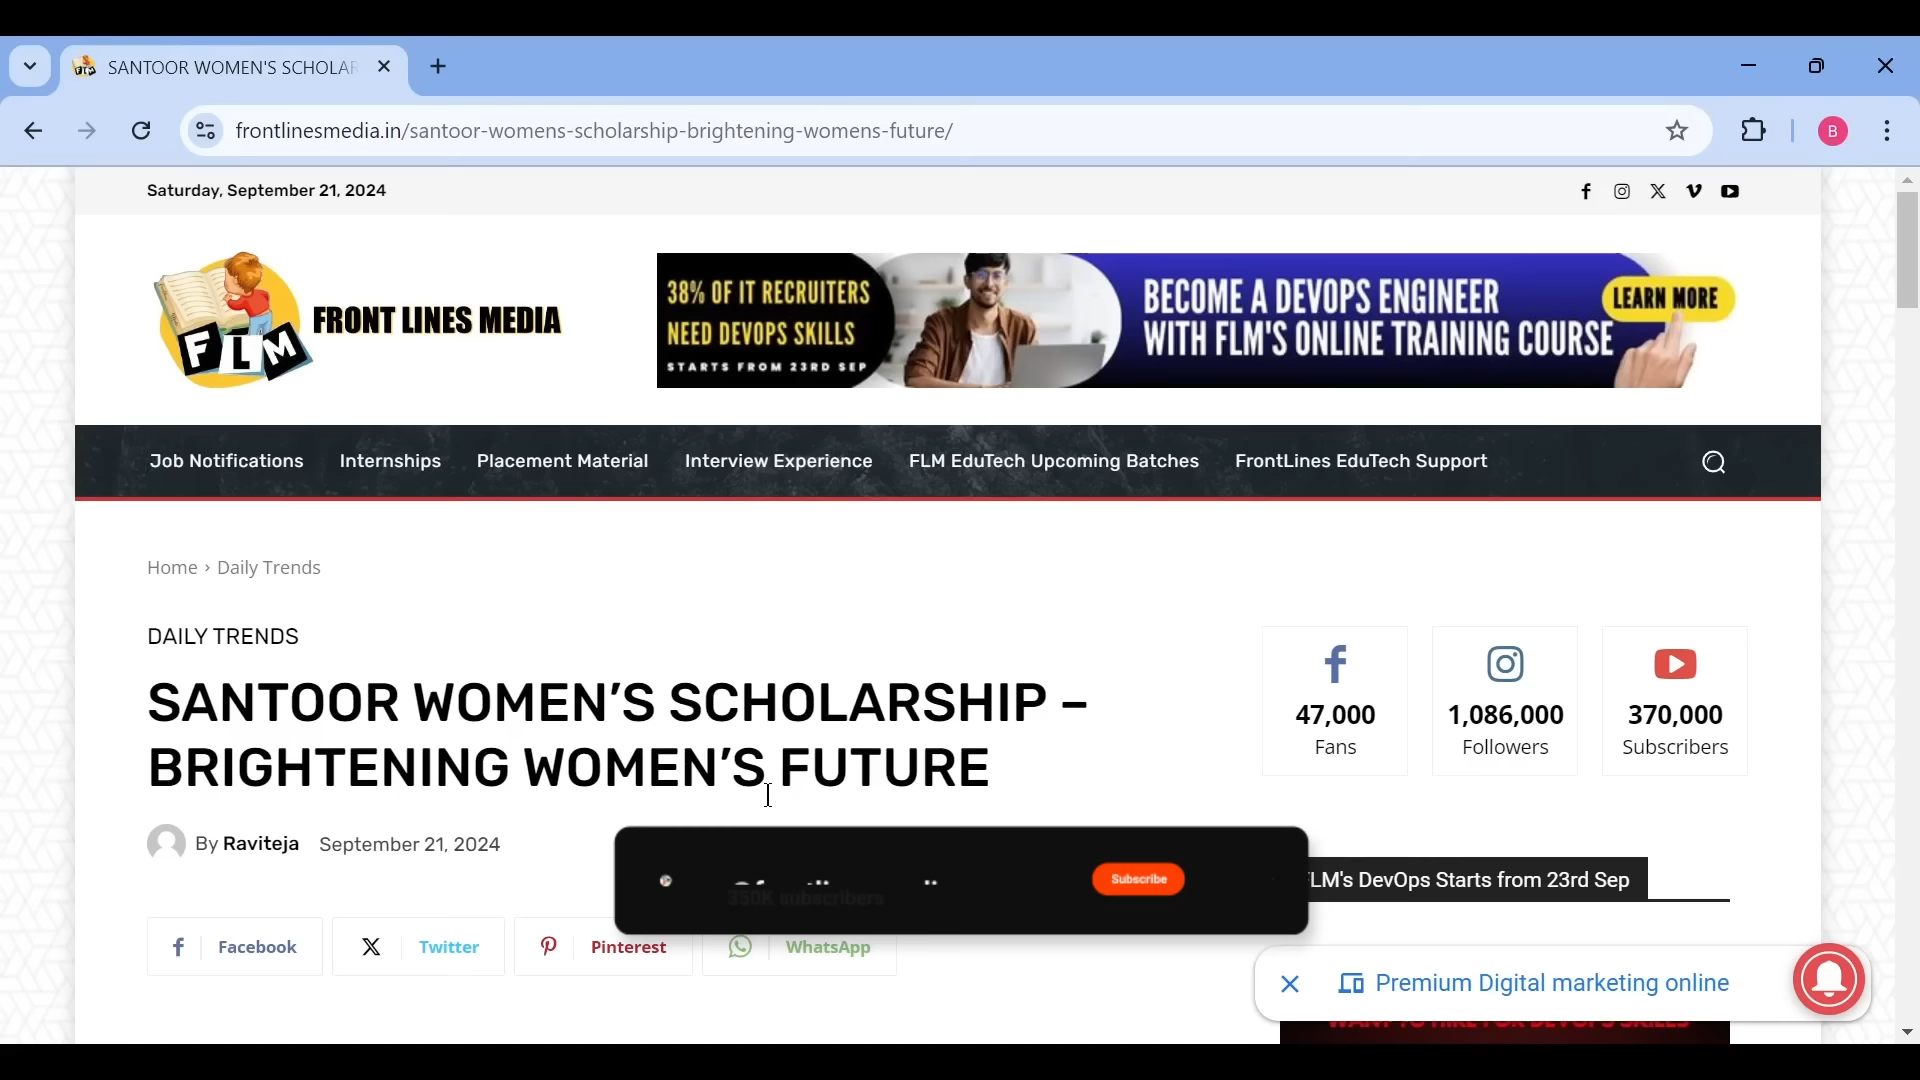 SANTOOR WOMEN'S SCHOLAR
frontlinesmedia.in/santoor-womens-scholarship-brightening-womens-future/
B
Saturday, September 21, 2024
FLM
FRONT LINES MEDIA
38% OF IT RECRUITERS
NEED DEVOPS SKILLS
STARTS FROM 23RD SEP
BECOME A DEVOPS ENGINEER
WITH FLM'S ONLINE TRAINING COURSE
LEARN MORE
Job Notifications Internships Placement Material Interview Experience FLM EduTech Upcoming Batches FrontLines EduTech Support
Home › Daily Trends
DAILY TRENDS
SANTOOR WOMEN’S SCHOLARSHIP –
BRIGHTENING WOMEN’S FUTURE
By Raviteja September 21, 2024
47,000
Fans
1,086,000
Followers
370,000
Subscribers
350K subscribers
Subscribe
LM's DevOps Starts from 23rd Sep
Facebook Twitter Pinterest WhatsApp
Premium Digital marketing online